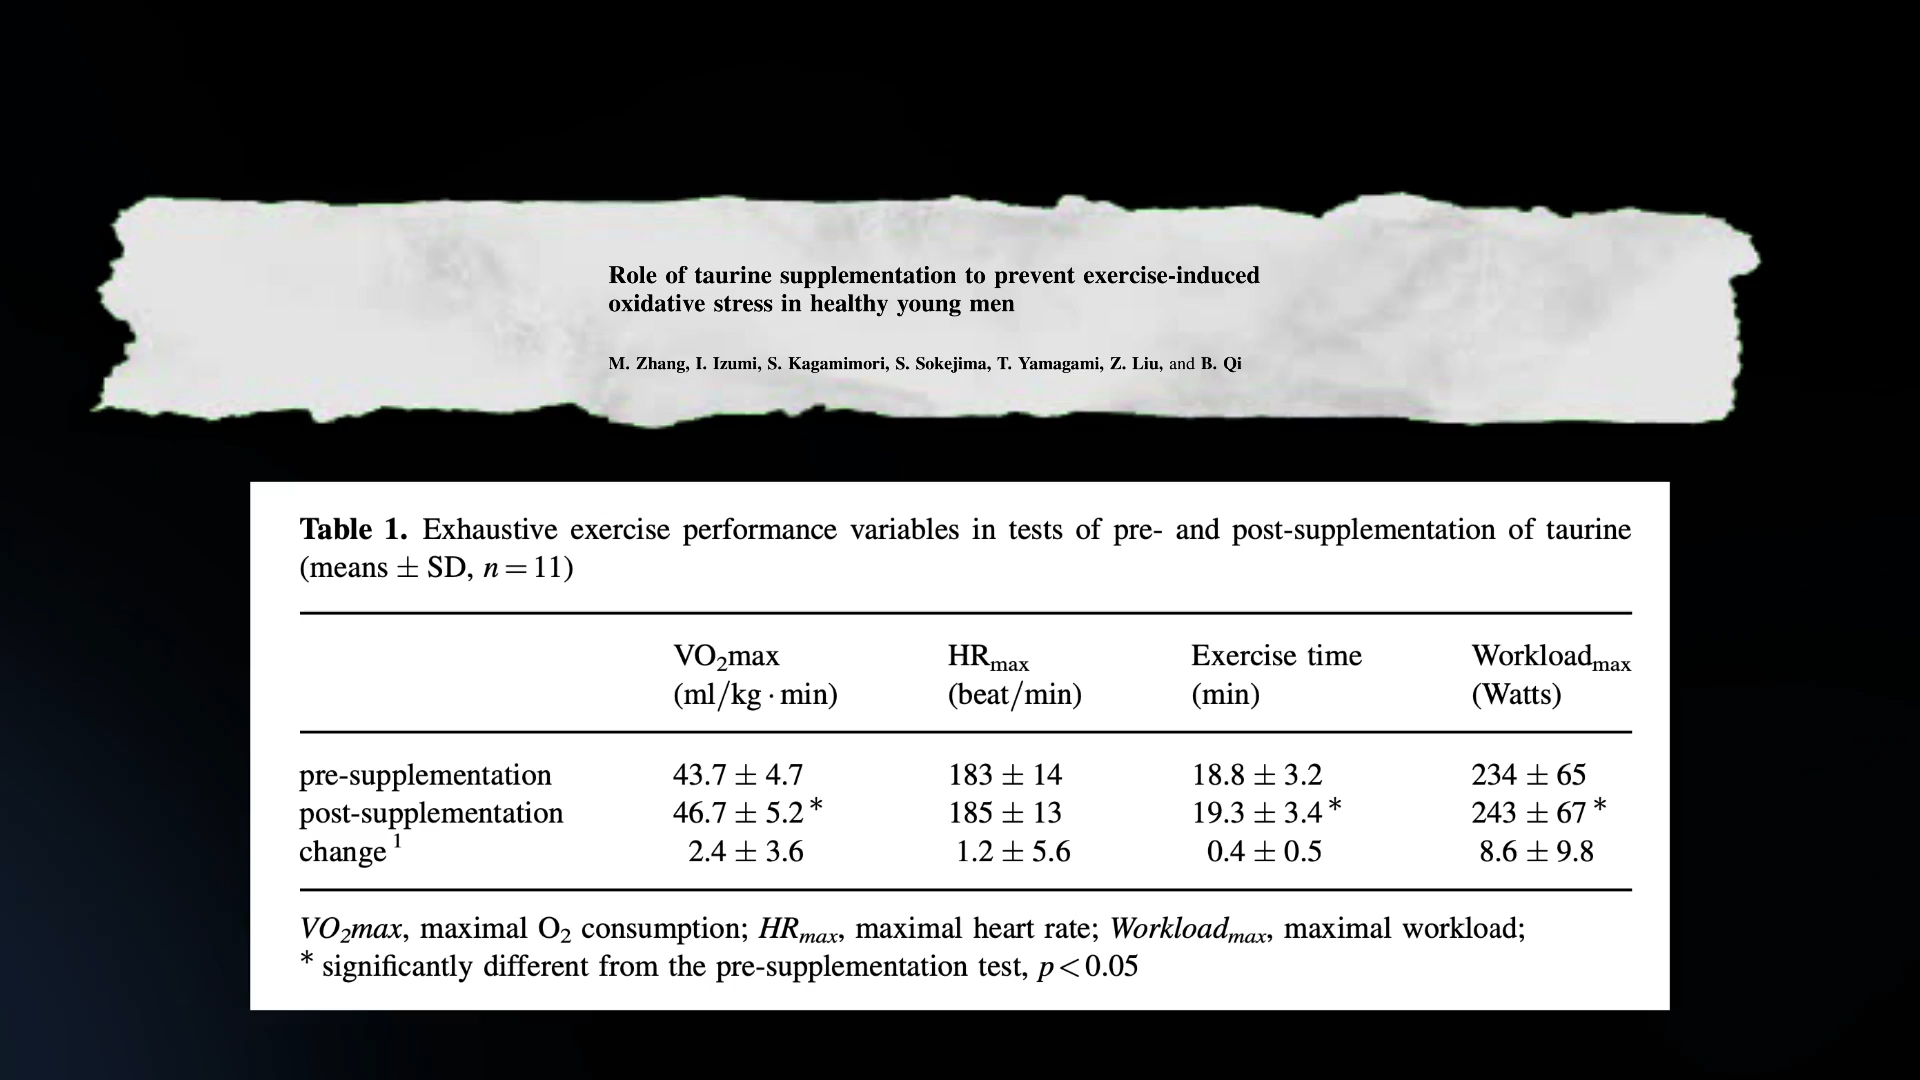 Role of taurine supplementation to prevent exercise-induced
oxidative stress in healthy young men
M. Zhang, I. Izumi, S. Kagamimori, S. Sokejima, T. Yamagami, Z. Liu, and B. Qi
Table 1. Exhaustive exercise performance variables in tests of pre- and post-supplementation of taurine
(means ± SD, n = 11)
VO₂max HRmax Exercise time Workloadmax
(ml/kg · min) (beat/min) (min) (Watts)
pre-supplementation 43.7 ± 4.7 183 ± 14 18.8 ± 3.2 234 ± 65
post-supplementation 46.7 ± 5.2 * 185 ± 13 19.3 ± 3.4 * 243 ± 67 *
change ¹ 2.4 ± 3.6 1.2 ± 5.6 0.4 ± 0.5 8.6 ± 9.8
VO₂max, maximal O₂ consumption; HRmax, maximal heart rate; Workloadmax, maximal workload;
* significantly different from the pre-supplementation test, p < 0.05